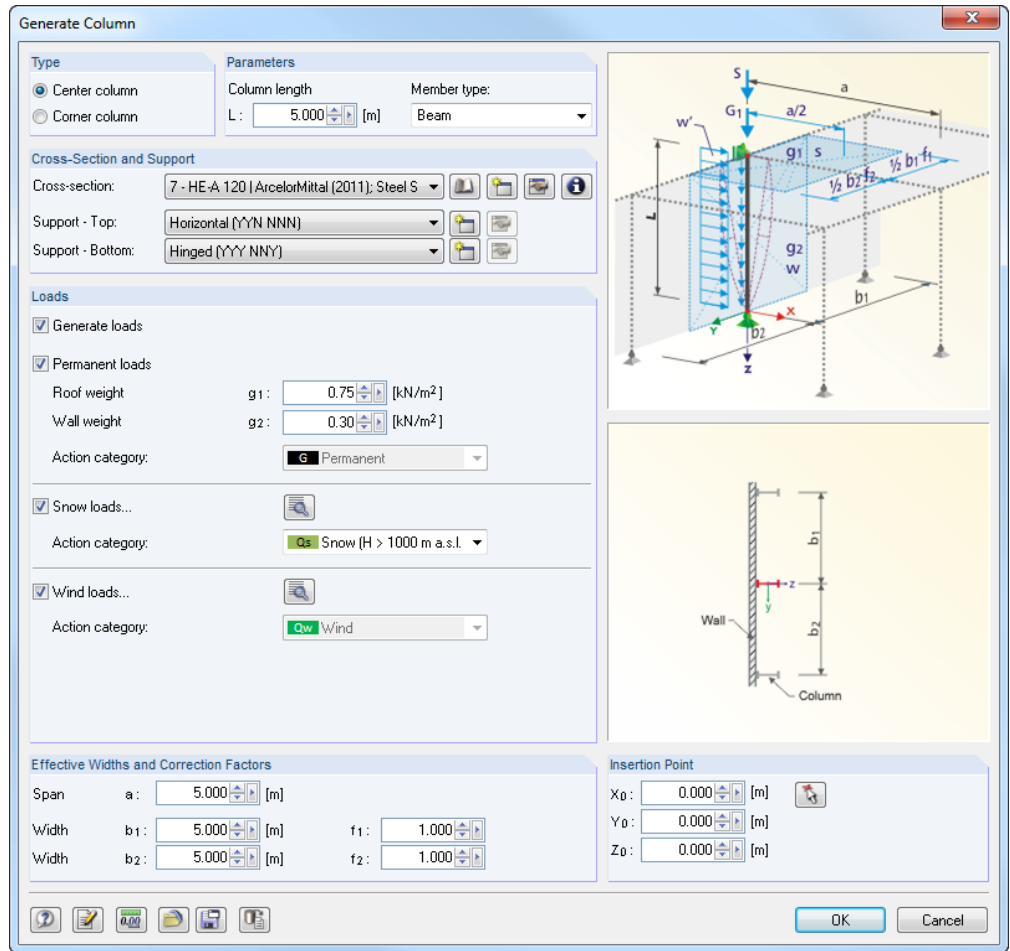 Generate Column
Type
Center column
Corner column
Parameters
Column length
Member type:
L : 5.000 [m]
Beam
Cross-Section and Support
Cross-section: 7 - HE-A 120 | ArcelorMittal (2011); Steel S
Support - Top: Horizontal (YYN NNN)
Support - Bottom: Hinged (YYY NNY)
Loads
Generate loads
Permanent loads
Roof weight g1 : 0.75 [kN/m²]
Wall weight g2 : 0.30 [kN/m²]
Action category: G Permanent
Snow loads...
Action category: Qs Snow (H > 1000 m a.s.l.
Wind loads...
Action category: Qw Wind
Effective Widths and Correction Factors
Span a : 5.000 [m]
Width b1 : 5.000 [m] f1 : 1.000
Width b2 : 5.000 [m] f2 : 1.000
S
a
G1
a/2
w'
g1 s
½ b1 f1
½ b2 f2
L
g2
w
b1
X
Y
b2
Z
b1
z
y
Wall
b2
Column
Insertion Point
X0 : 0.000 [m]
Y0 : 0.000 [m]
Z0 : 0.000 [m]
0.00
OK
Cancel